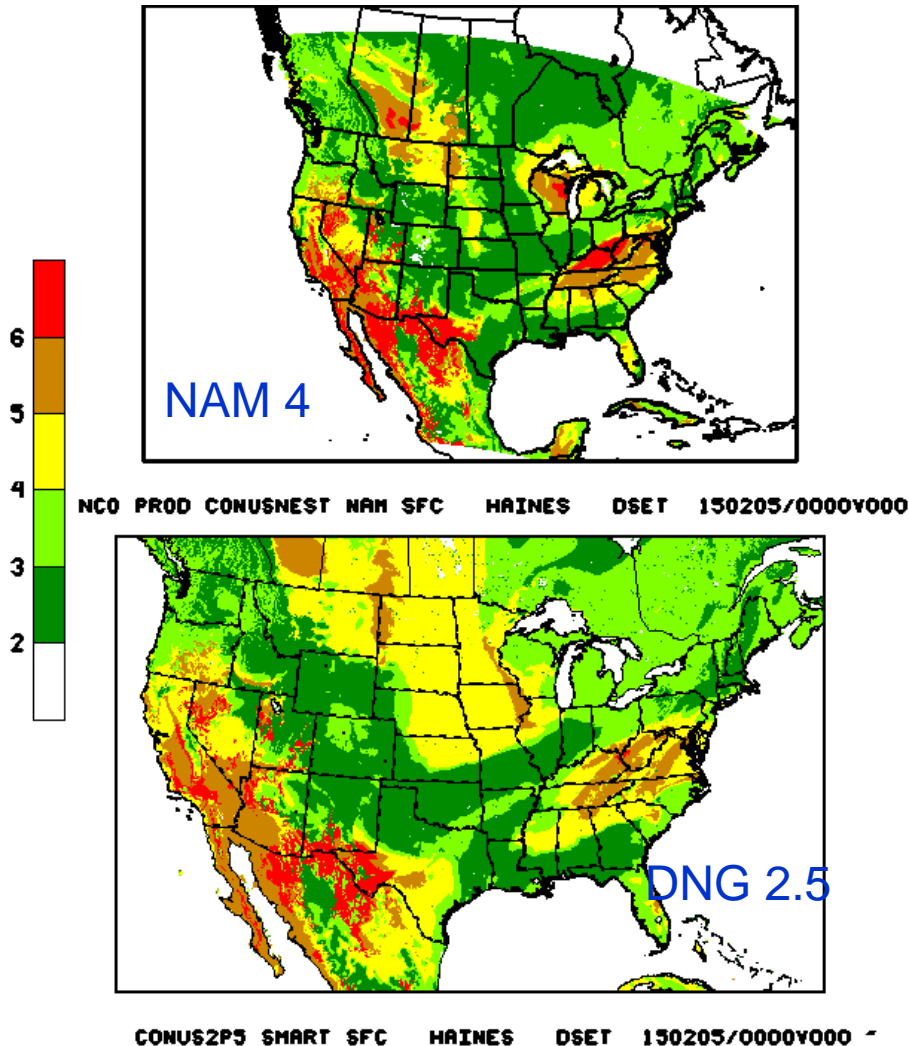 NAM 4
6
5
4
3
2
NCO PROD CONUSNEST NAM SFC HAINES DSET 150205/0000V000
DNG 2.5
CONUS2P5 SMART SFC HAINES DSET 150205/0000V000 -